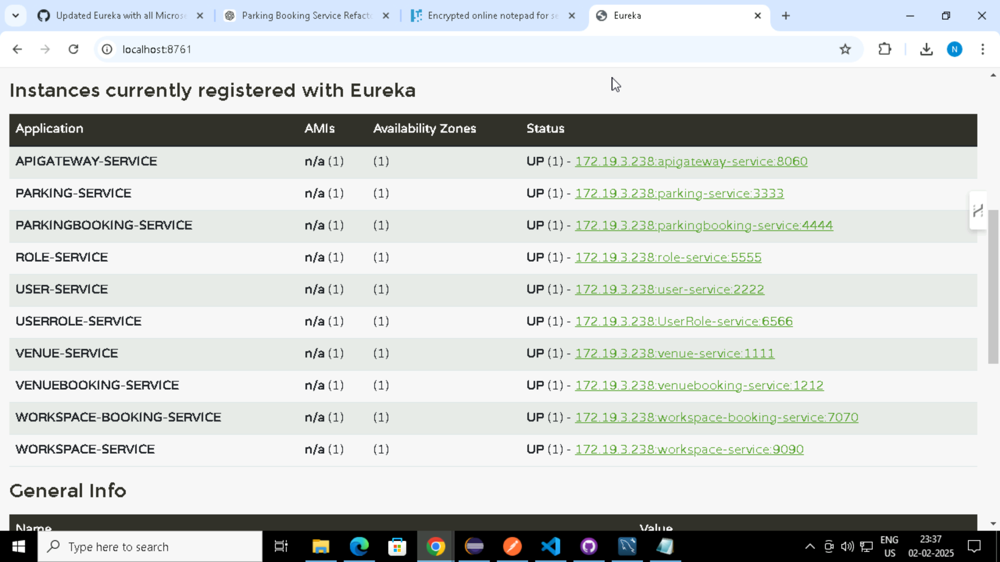 Updated Eureka with all Microse
Parking Booking Service Refacto
Encrypted online notepad for se
Eureka
localhost:8761
N
Instances currently registered with Eureka
Application AMIs Availability Zones Status
APIGATEWAY-SERVICE n/a (1) (1) UP (1) - 172.19.3.238:apigateway-service:8060
PARKING-SERVICE n/a (1) (1) UP (1) - 172.19.3.238:parking-service:3333
PARKINGBOOKING-SERVICE n/a (1) (1) UP (1) - 172.19.3.238:parkingbooking-service:4444
ROLE-SERVICE n/a (1) (1) UP (1) - 172.19.3.238:role-service:5555
USER-SERVICE n/a (1) (1) UP (1) - 172.19.3.238:user-service:2222
USERROLE-SERVICE n/a (1) (1) UP (1) - 172.19.3.238:UserRole-service:6566
VENUE-SERVICE n/a (1) (1) UP (1) - 172.19.3.238:venue-service:1111
VENUEBOOKING-SERVICE n/a (1) (1) UP (1) - 172.19.3.238:venuebooking-service:1212
WORKSPACE-BOOKING-SERVICE n/a (1) (1) UP (1) - 172.19.3.238:workspace-booking-service:7070
WORKSPACE-SERVICE n/a (1) (1) UP (1) - 172.19.3.238:workspace-service:9090
General Info
Name Value
Type here to search
ENG
US
23:37
02-02-2025